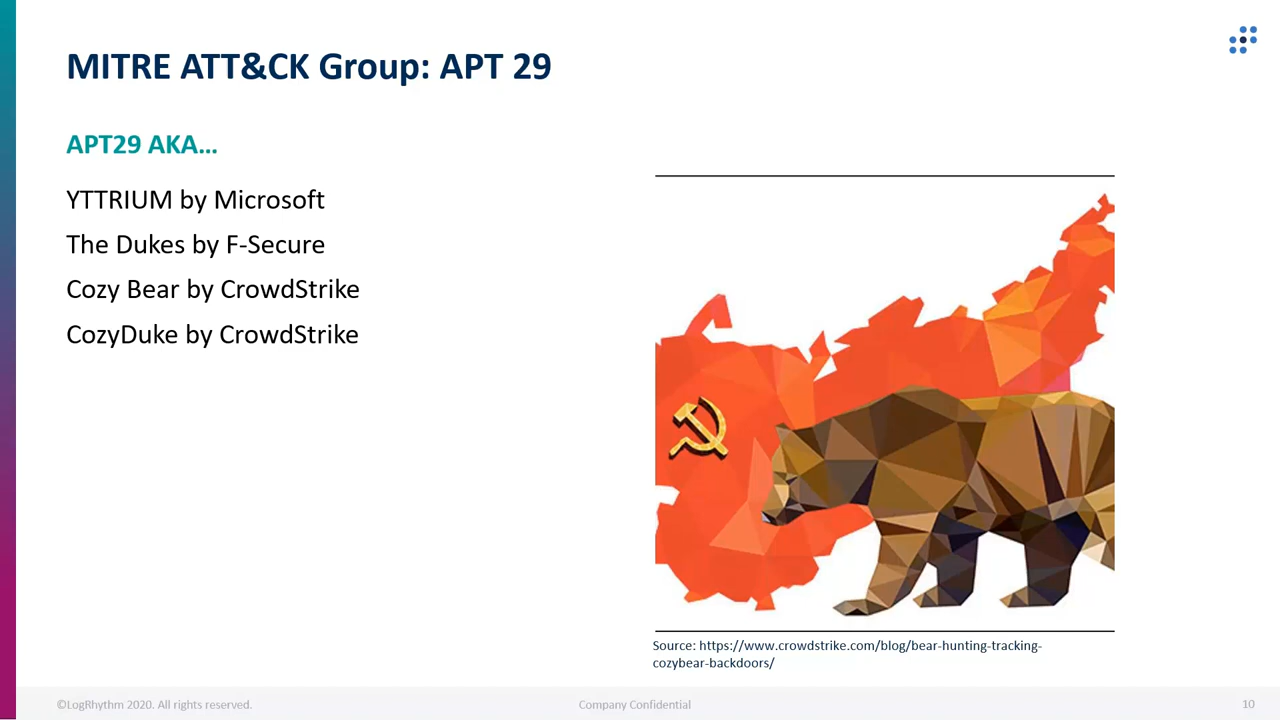 MITRE ATT&CK Group: APT 29
APT29 AKA...
YTTRIUM by Microsoft
The Dukes by F-Secure
Cozy Bear by CrowdStrike
CozyDuke by CrowdStrike
Source: https://www.crowdstrike.com/blog/bear-hunting-tracking-
cozybear-backdoors/
©LogRhythm 2020. All rights reserved.
Company Confidential
10